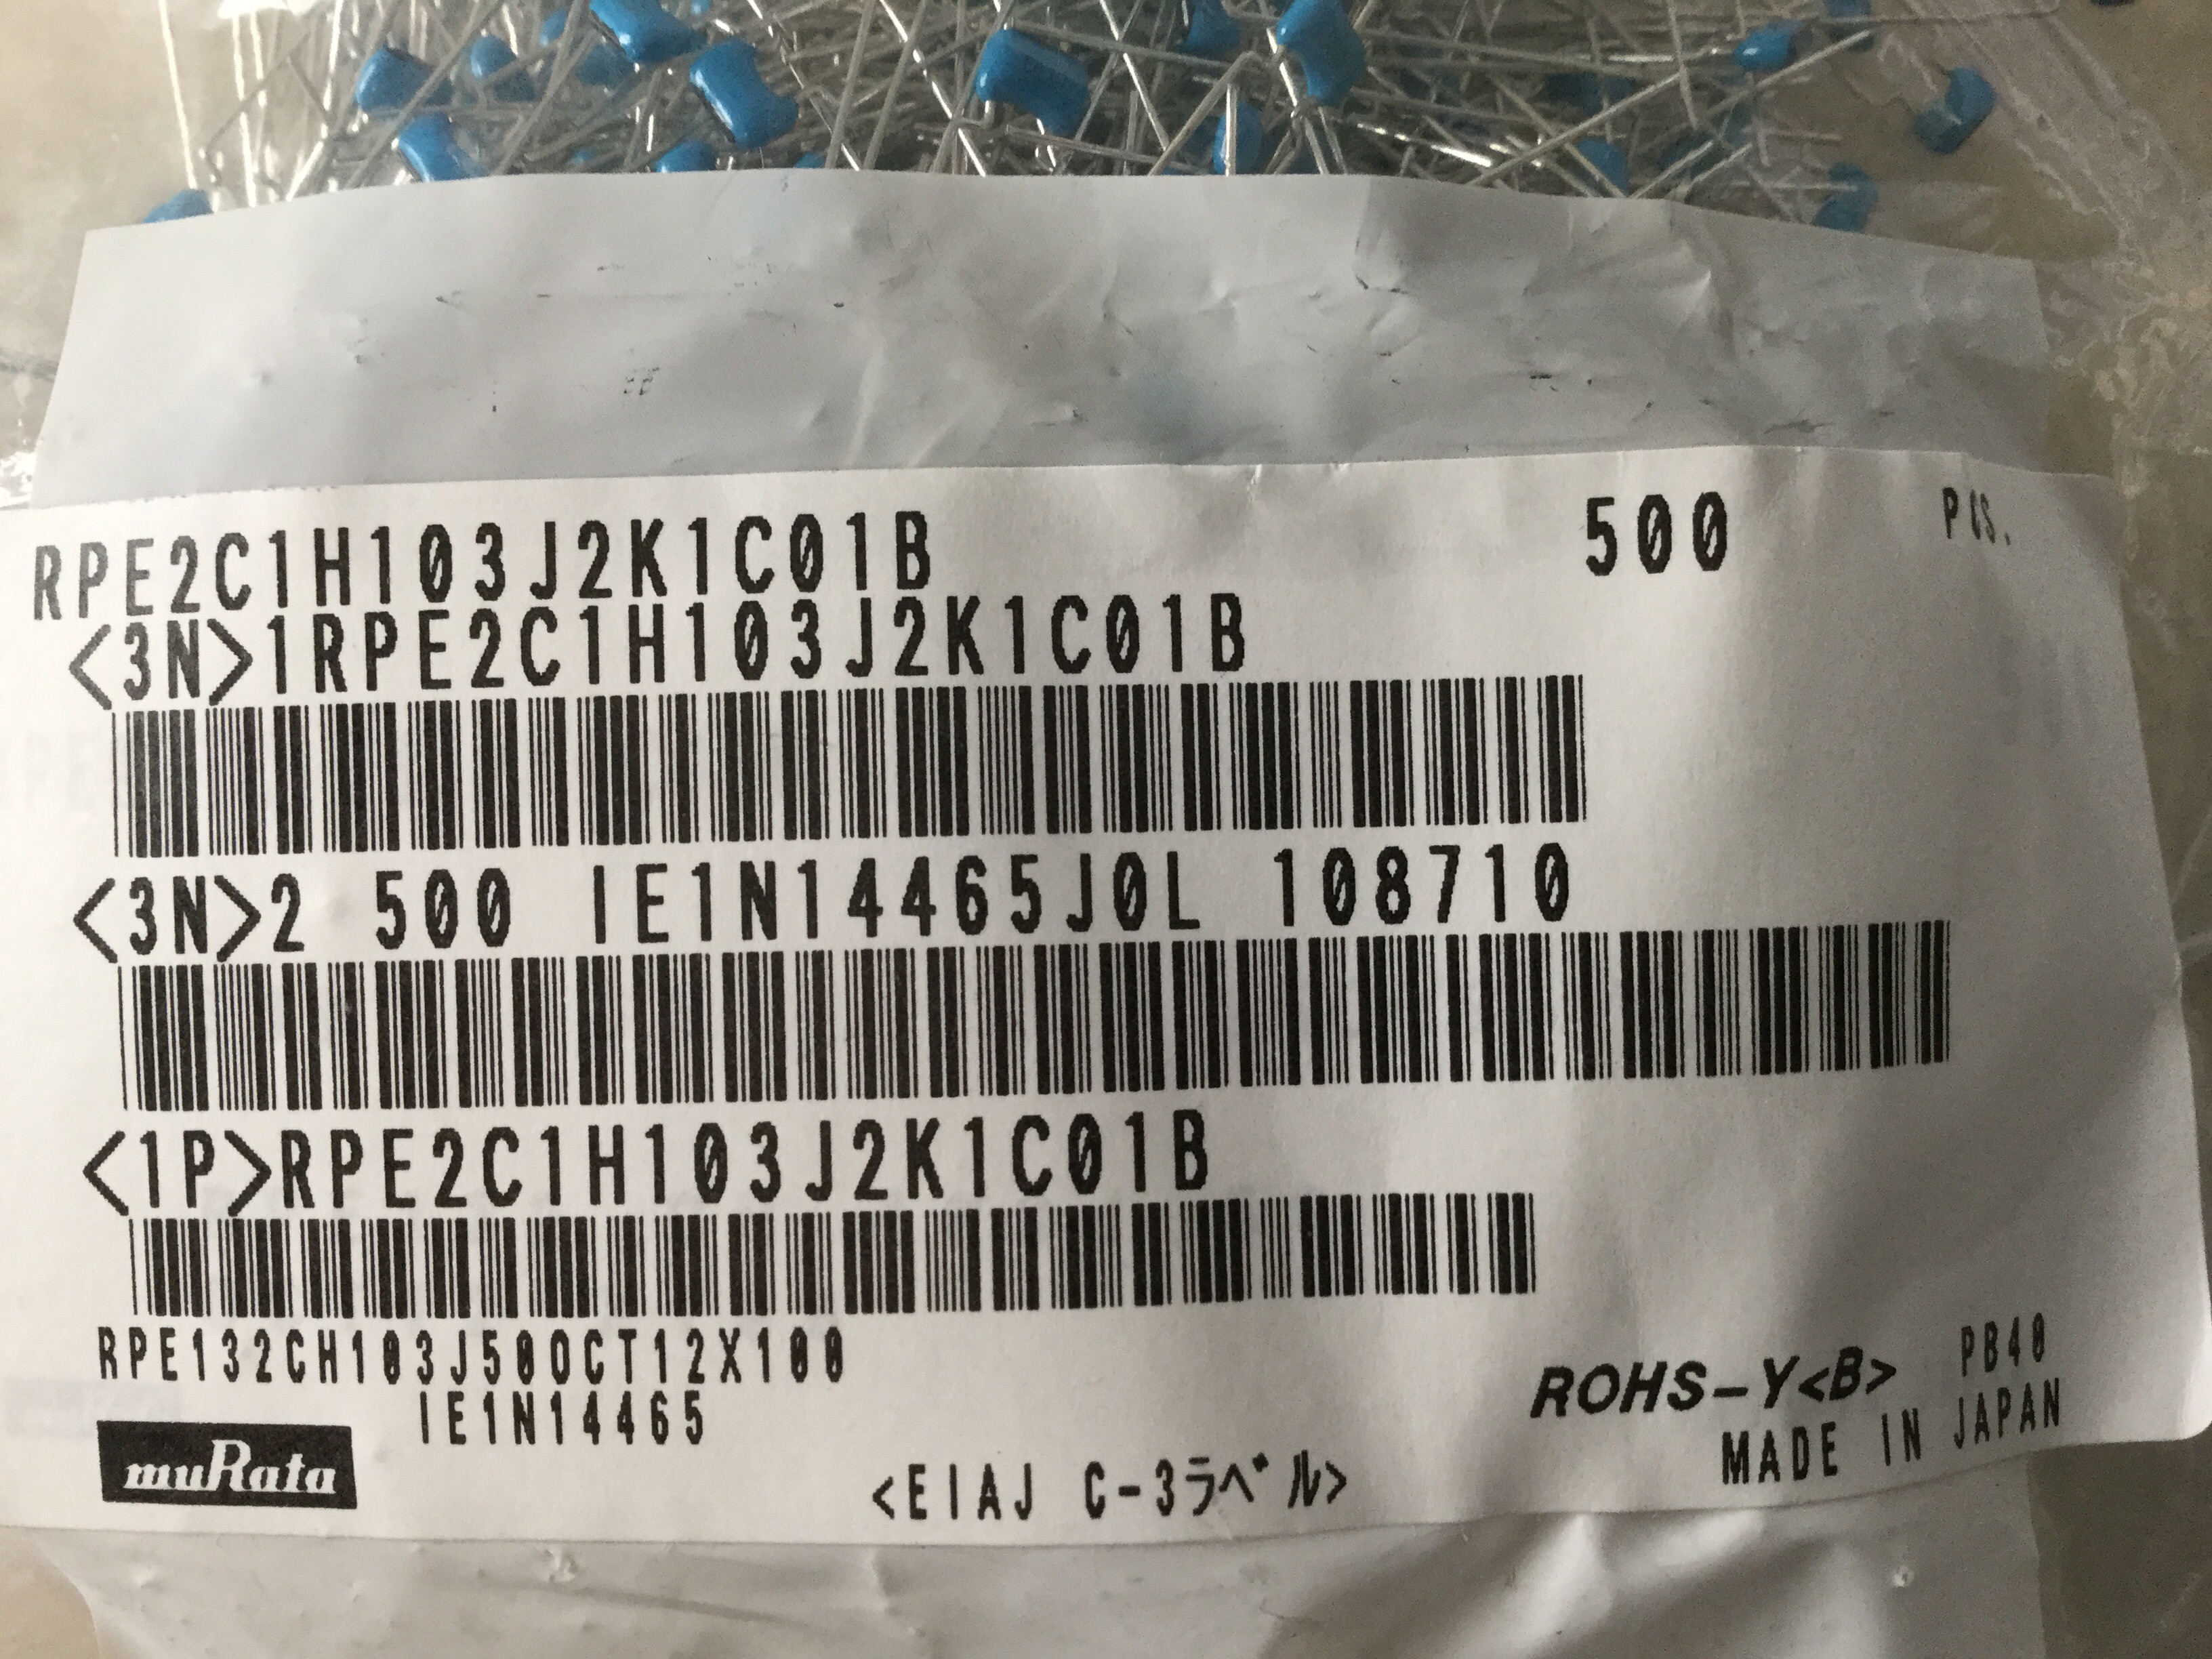 RPE2C1H103J2K1C01B 500 PCS.
<3N>1RPE2C1H103J2K1C01B
<3N>2 500 IE1N14465J0L 108710
<1P>RPE2C1H103J2K1C01B
RPE132CH103J50OCT12X100
IE1N14465
ROHS-Y<B> PB40
muRata
<EIAJ C-3ラベル>
MADE IN JAPAN